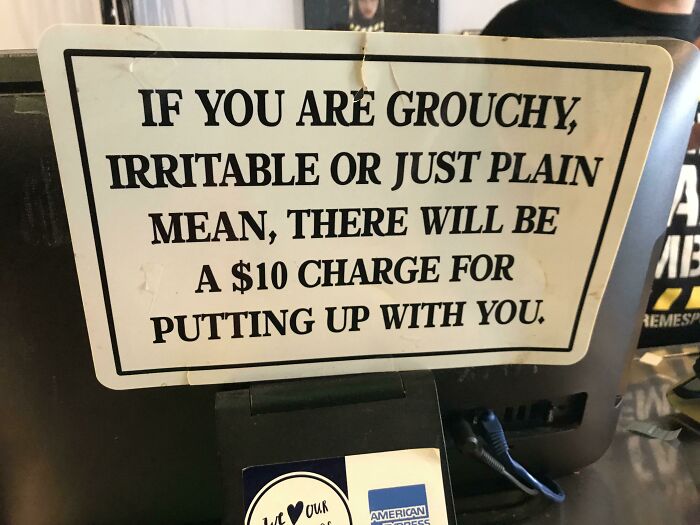 IF YOU ARE GROUCHY,
IRRITABLE OR JUST PLAIN
MEAN, THERE WILL BE
A $10 CHARGE FOR
PUTTING UP WITH YOU.
OUR
AMERICAN